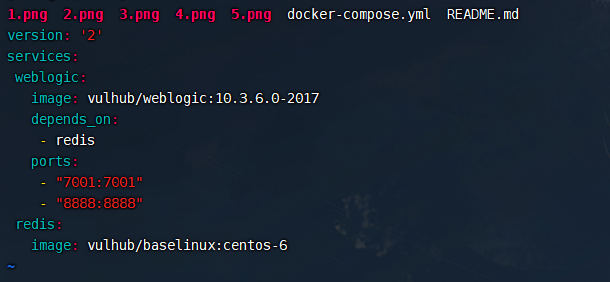 1.png  2.png  3.png  4.png  5.png  docker-compose.yml  README.md
version: '2'
services:
 weblogic:
   image: vulhub/weblogic:10.3.6.0-2017
   depends_on:
    - redis
   ports:
    - "7001:7001"
    - "8888:8888"
 redis:
   image: vulhub/baselinux:centos-6
~